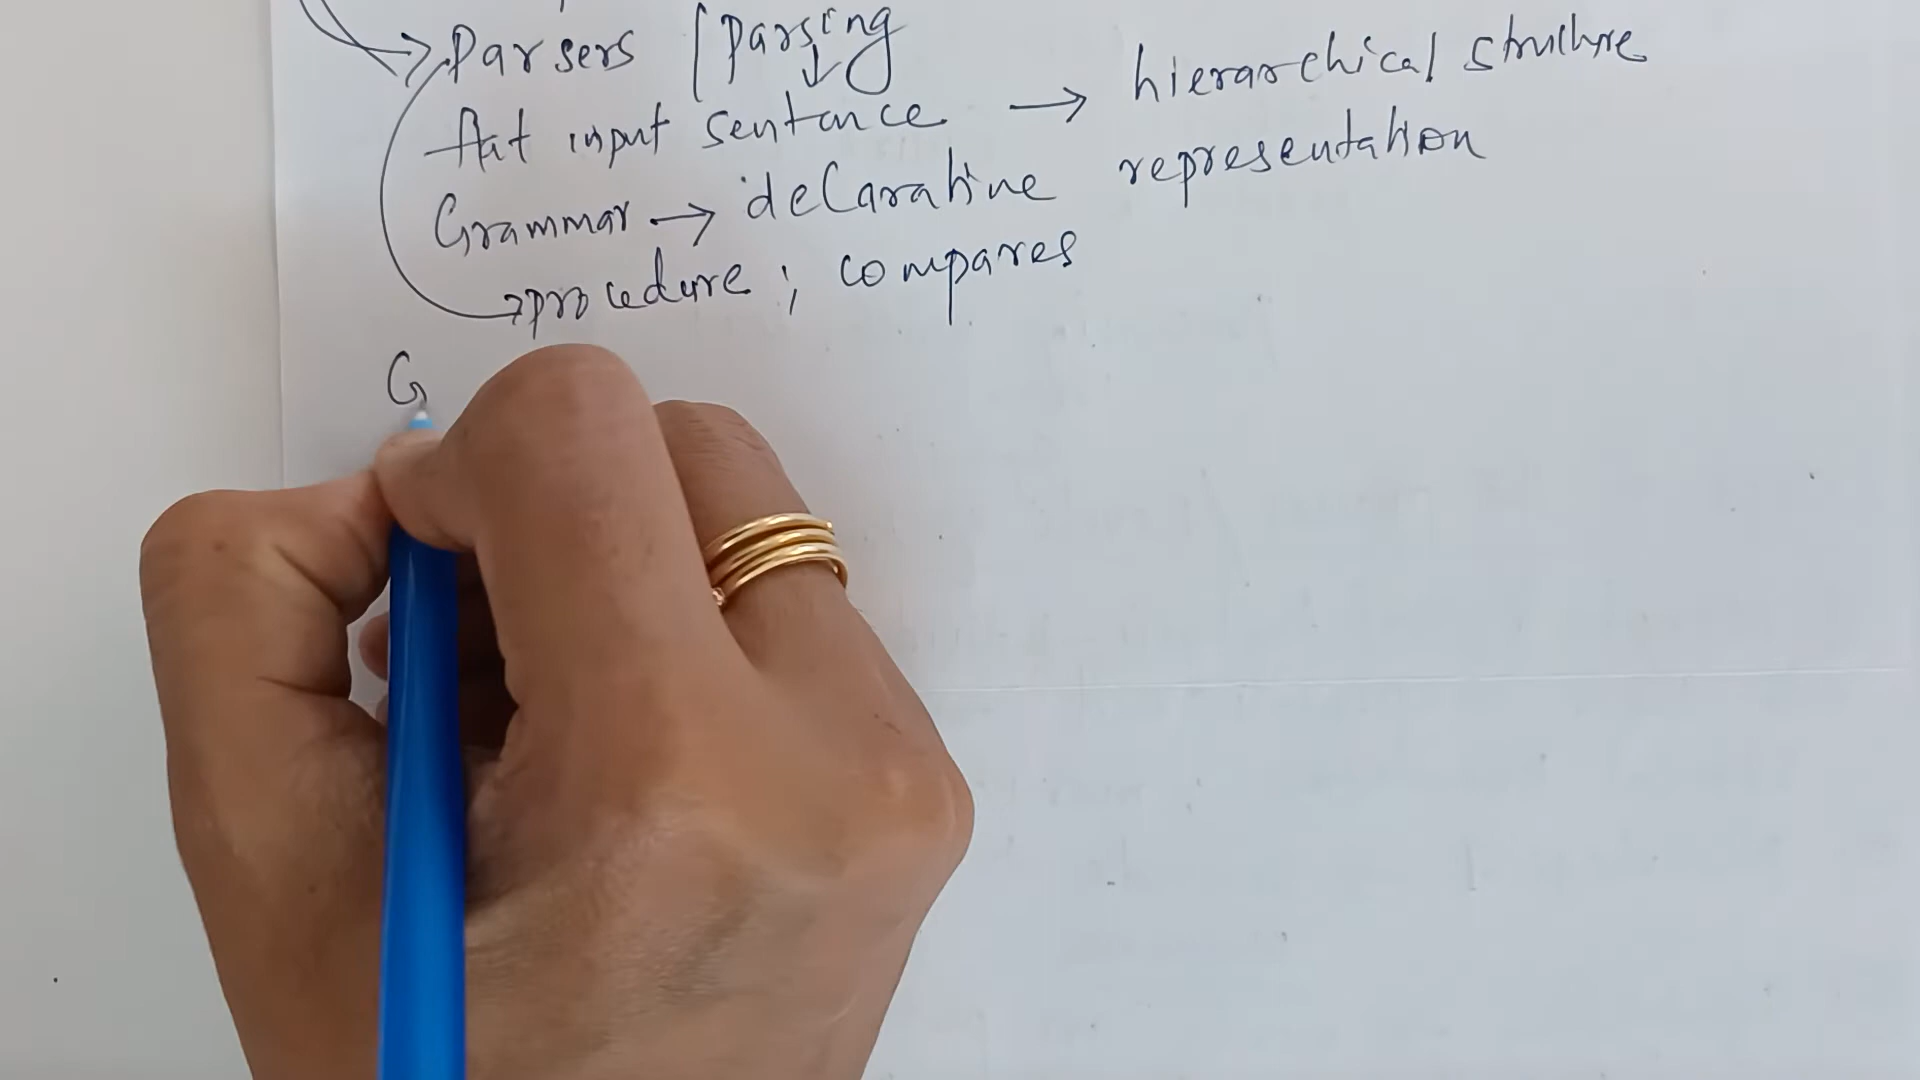 → Parsers [Parsing
flat input sentence → hierarchical structure
Grammar → declarative representation
→ procedure ; compares
G